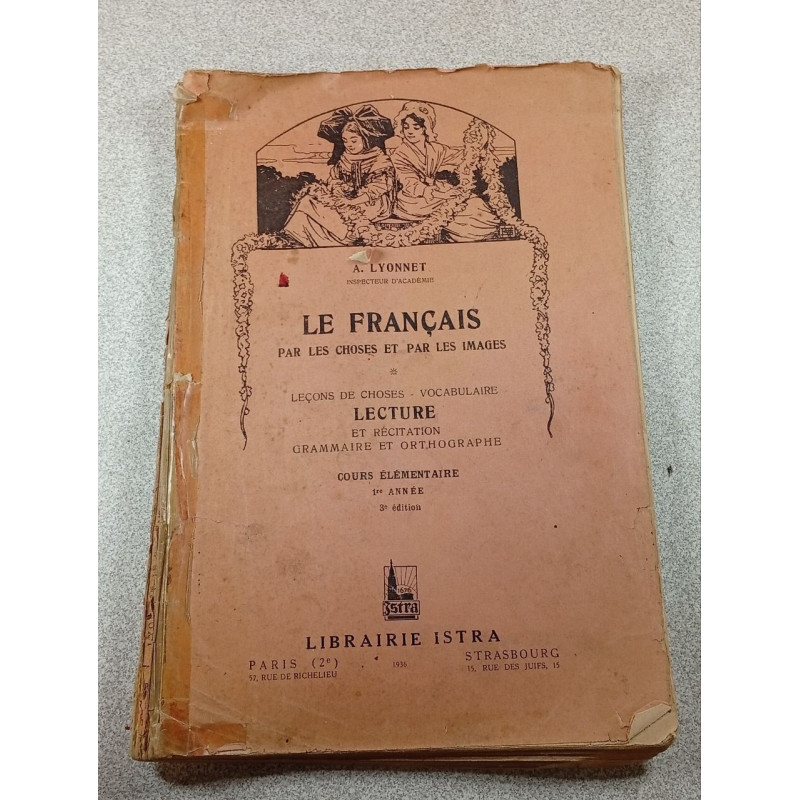 A. LYONNET
INSPECTEUR D'ACADÉMIE
LE FRANÇAIS
PAR LES CHOSES ET PAR LES IMAGES
LEÇONS DE CHOSES - VOCABULAIRE
LECTURE
ET RÉCITATION
GRAMMAIRE ET ORTHOGRAPHE
COURS ÉLÉMENTAIRE
1re ANNÉE
3e édition
1676
Istra
LIBRAIRIE ISTRA
PARIS (2e)
57, RUE DE RICHELIEU
1936
STRASBOURG
15, RUE DES JUIFS, 15